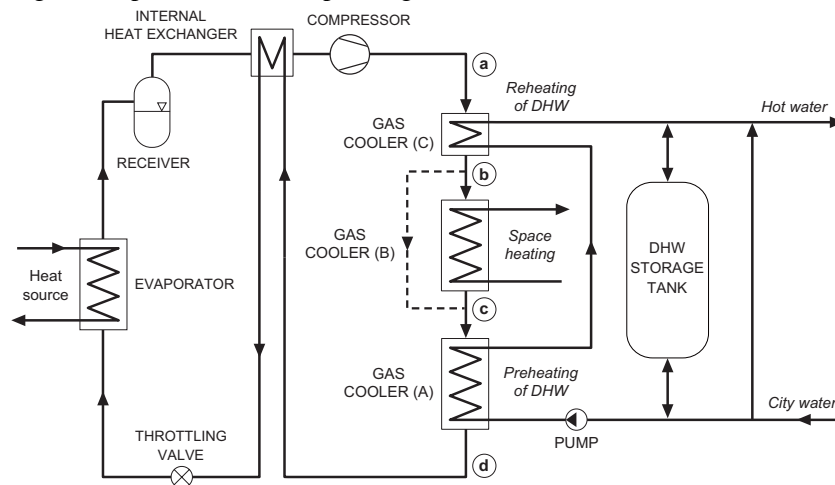 INTERNAL
HEAT EXCHANGER
COMPRESSOR
a
Reheating
of DHW
Hot water
GAS
COOLER (C)
RECEIVER
b
GAS
COOLER (B)
Space
heating
DHW
STORAGE
TANK
Heat
source
EVAPORATOR
c
GAS
COOLER (A)
Preheating
of DHW
City water
THROTTLING
VALVE
PUMP
d